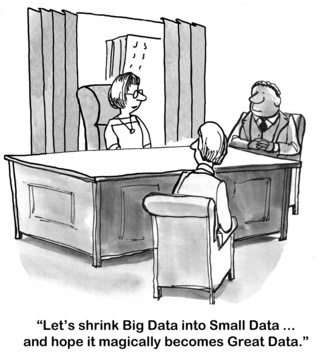 “Let’s shrink Big Data into Small Data ...
and hope it magically becomes Great Data.”